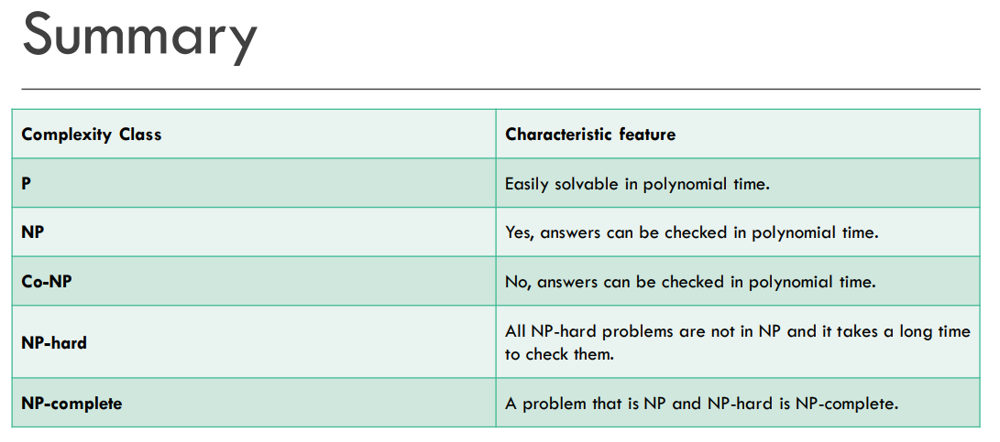 Summary
Complexity Class
Characteristic feature
P
Easily solvable in polynomial time.
NP
Yes, answers can be checked in polynomial time.
Co-NP
No, answers can be checked in polynomial time.
NP-hard
All NP-hard problems are not in NP and it takes a long time
to check them.
NP-complete
A problem that is NP and NP-hard is NP-complete.